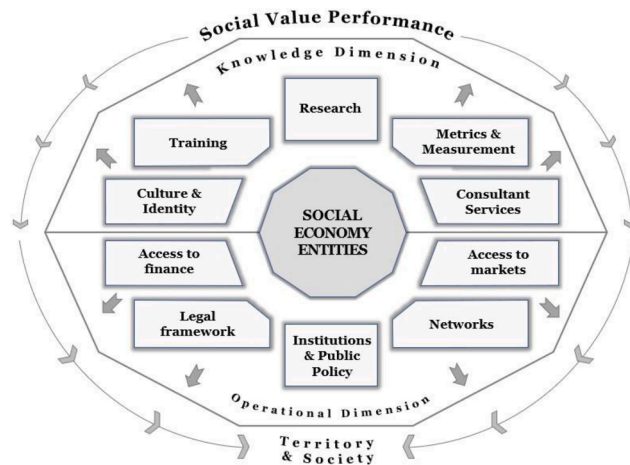 Social Value Performance
Knowledge Dimension
Research
Training
Metrics &
Measurement
Culture &
Identity
Consultant
Services
SOCIAL
ECONOMY
ENTITIES
Access to
finance
Access to
markets
Legal
framework
Networks
Institutions
& Public
Policy
Operational Dimension
Territory
& Society